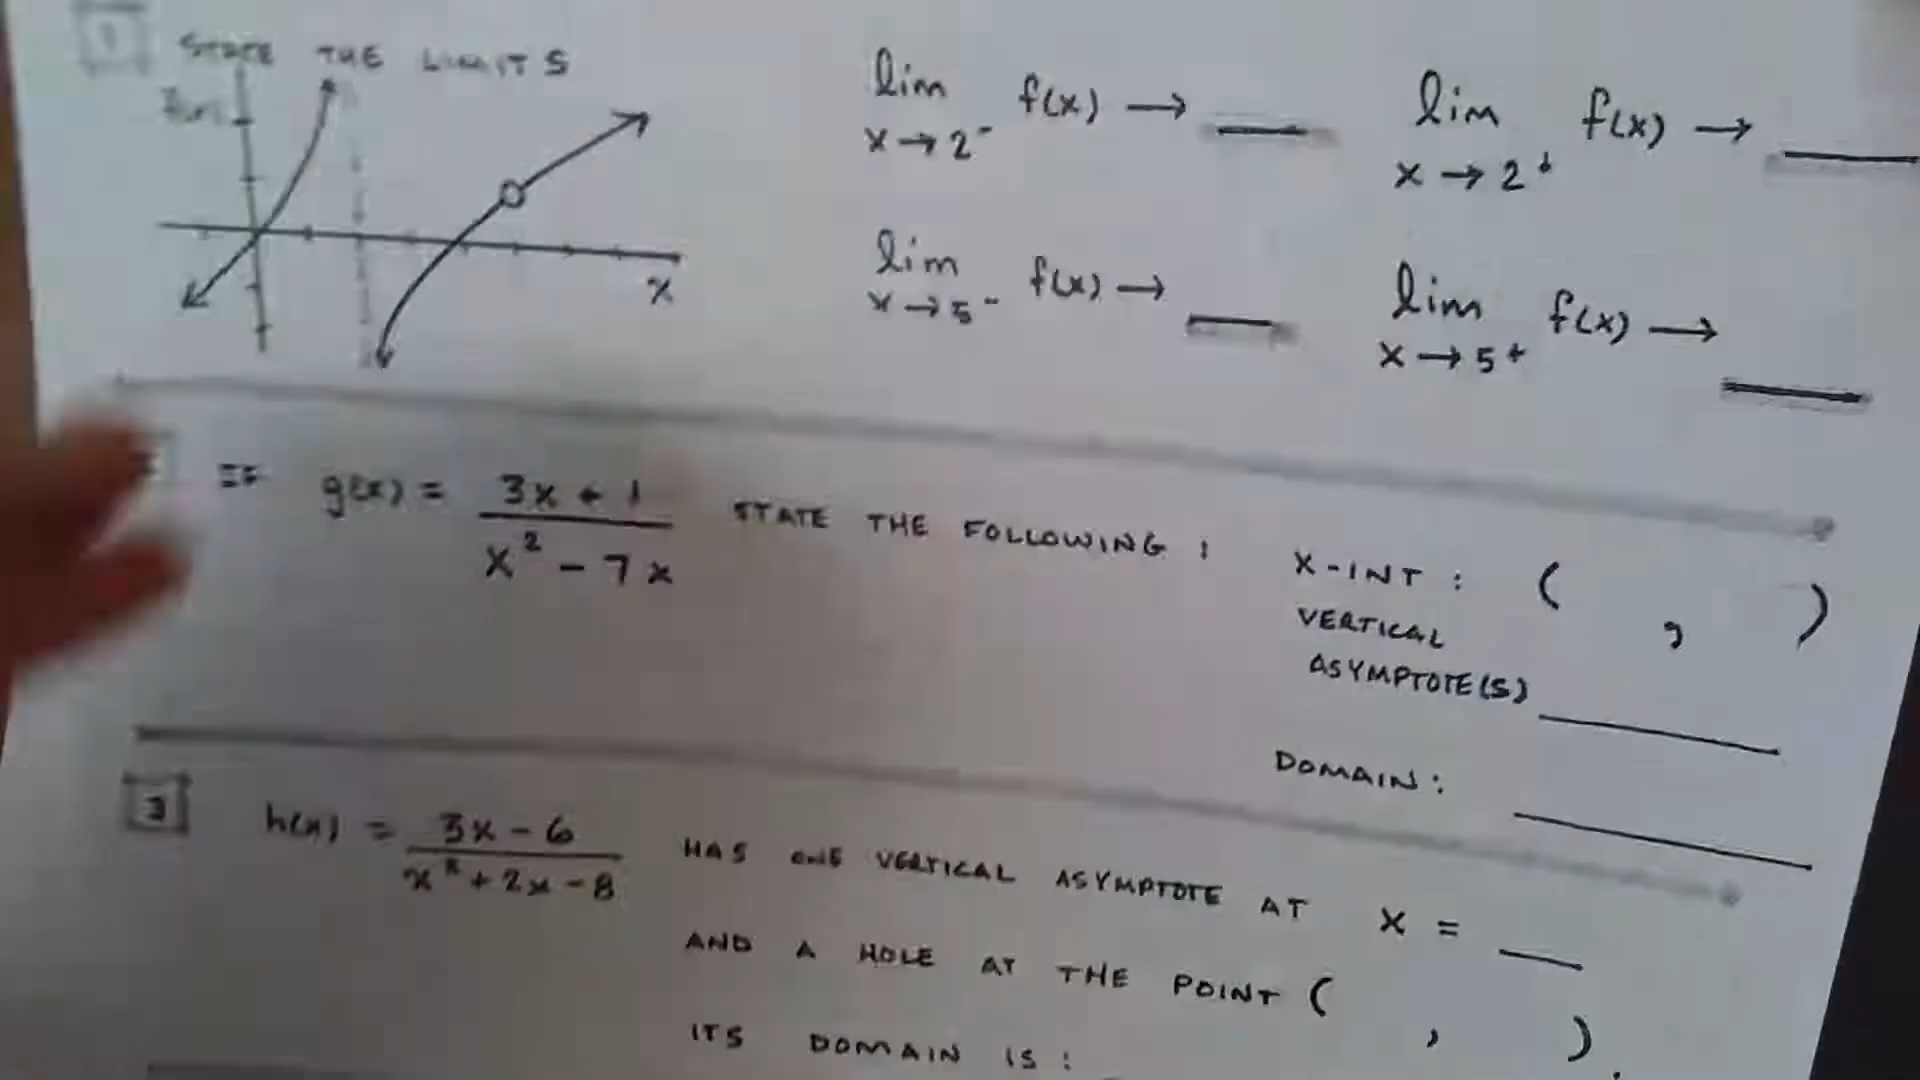 1 STATE THE LIMITS
f(x)
x
lim x→2⁻ f(x) → ___
lim x→2⁺ f(x) → ___
lim x→5⁻ f(x) → ___
lim x→5⁺ f(x) → ___
IF g(x) = (3x + 1)/(x² - 7x) STATE THE FOLLOWING :
X-INT : ( , )
VERTICAL
ASYMPTOTE(S) ___
DOMAIN : ___
3 h(x) = (3x - 6)/(x² + 2x - 8) HAS ONE VERTICAL ASYMPTOTE AT X = ___
AND A HOLE AT THE POINT ( , ).
ITS DOMAIN IS :